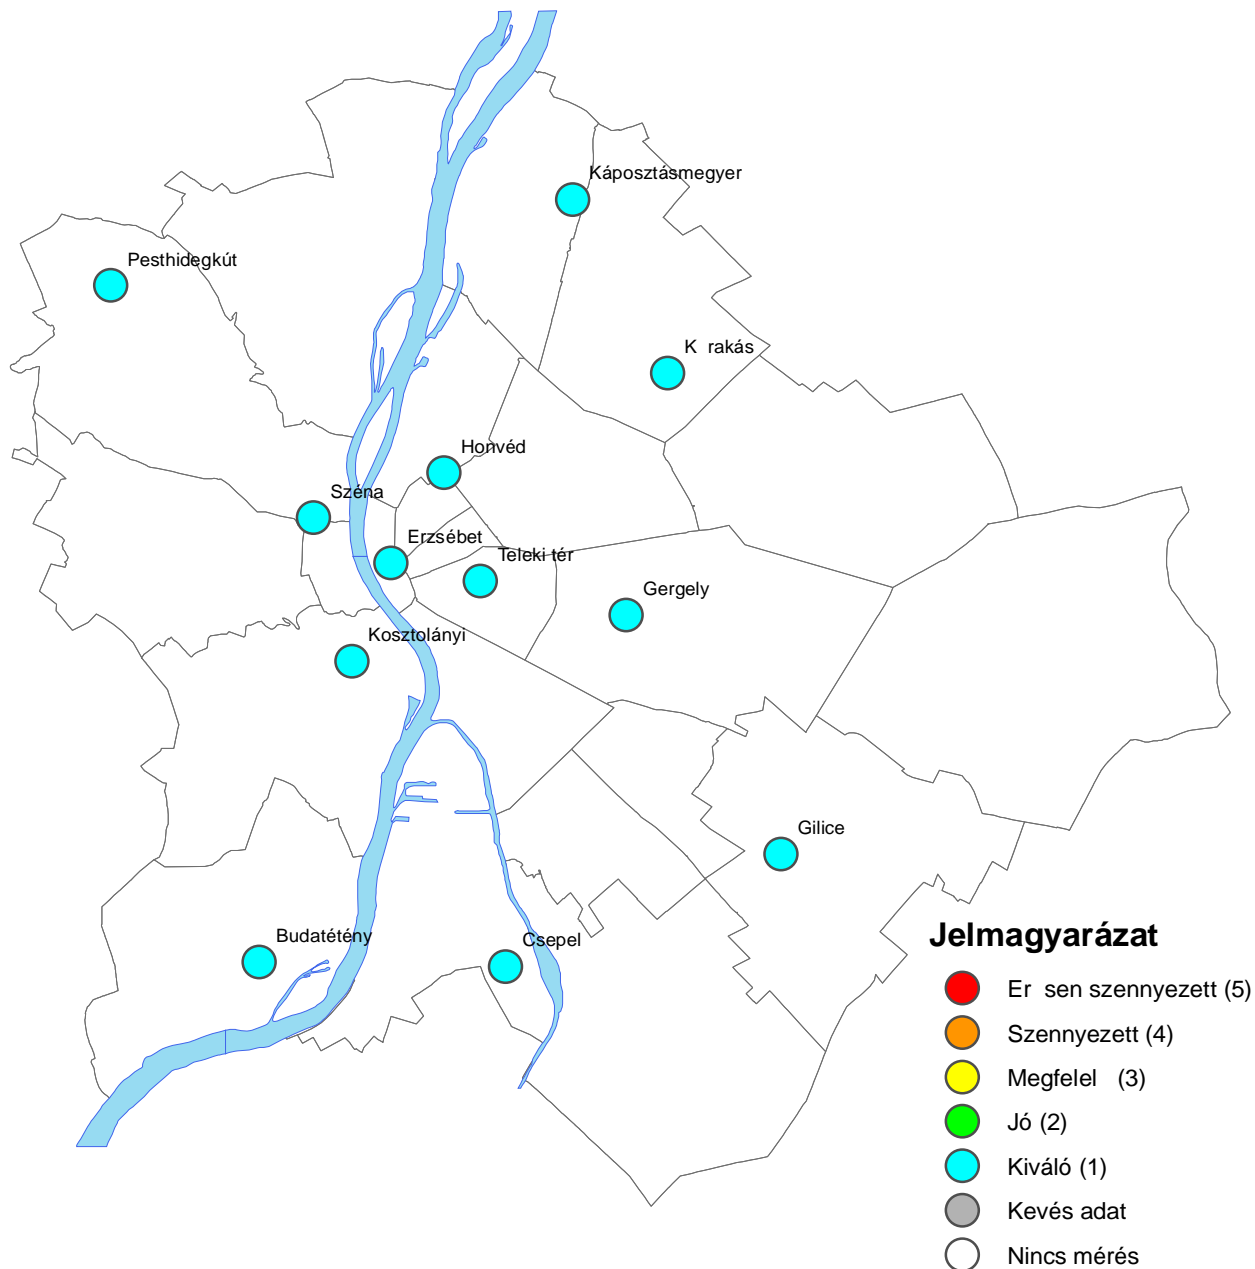 Káposztásmegyer
Pesthidegkút
K rakás
Honvéd
Széna
Erzsébet
Teleki tér
Gergely
Kosztolányi
Gilice
Budatétény
Csepel
Jelmagyarázat
Er sen szennyezett (5)
Szennyezett (4)
Megfelel (3)
Jó (2)
Kiváló (1)
Kevés adat
Nincs mérés